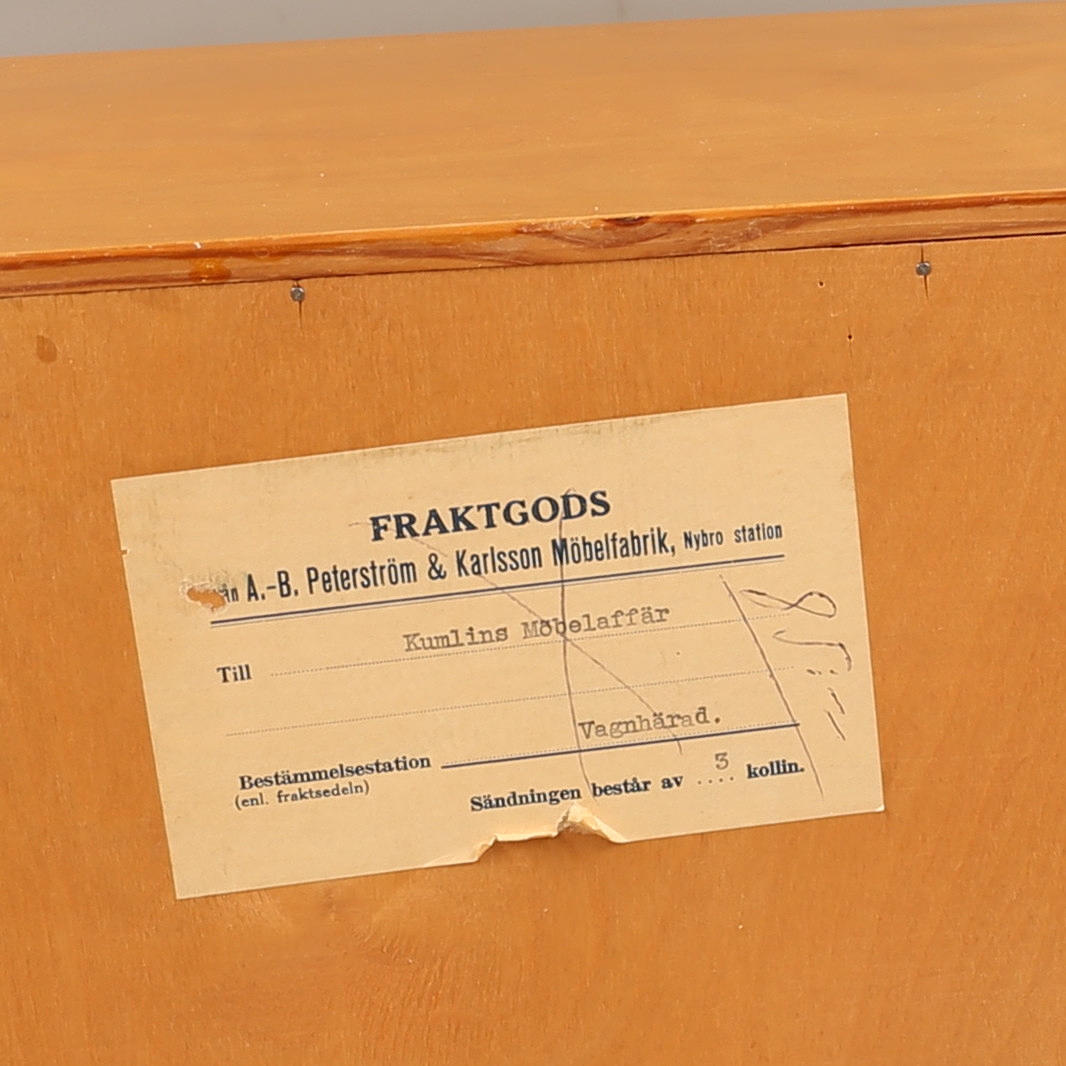 FRAKTGODS
A.-B. Peterström & Karlsson Möbelfabrik, Nybro station
Till Kumlins Möbelaffär
Vagnhärad.
Bestämmelsestation
(enl. fraktsedeln)
Sändningen består av 3 kollin.